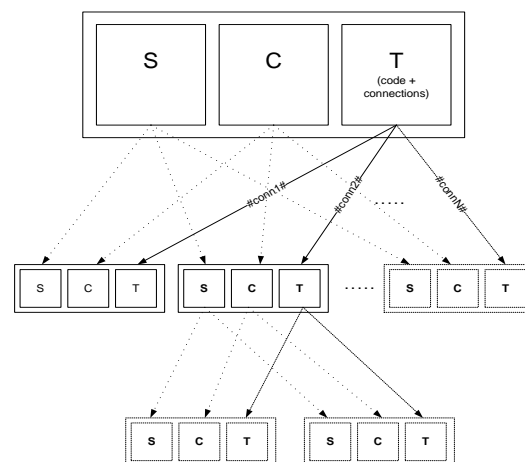 S C T
(code +
connections)
#conn1#
#conn2#
#connN#
.....
S C T
S C T
.....
S C T
S C T
S C T